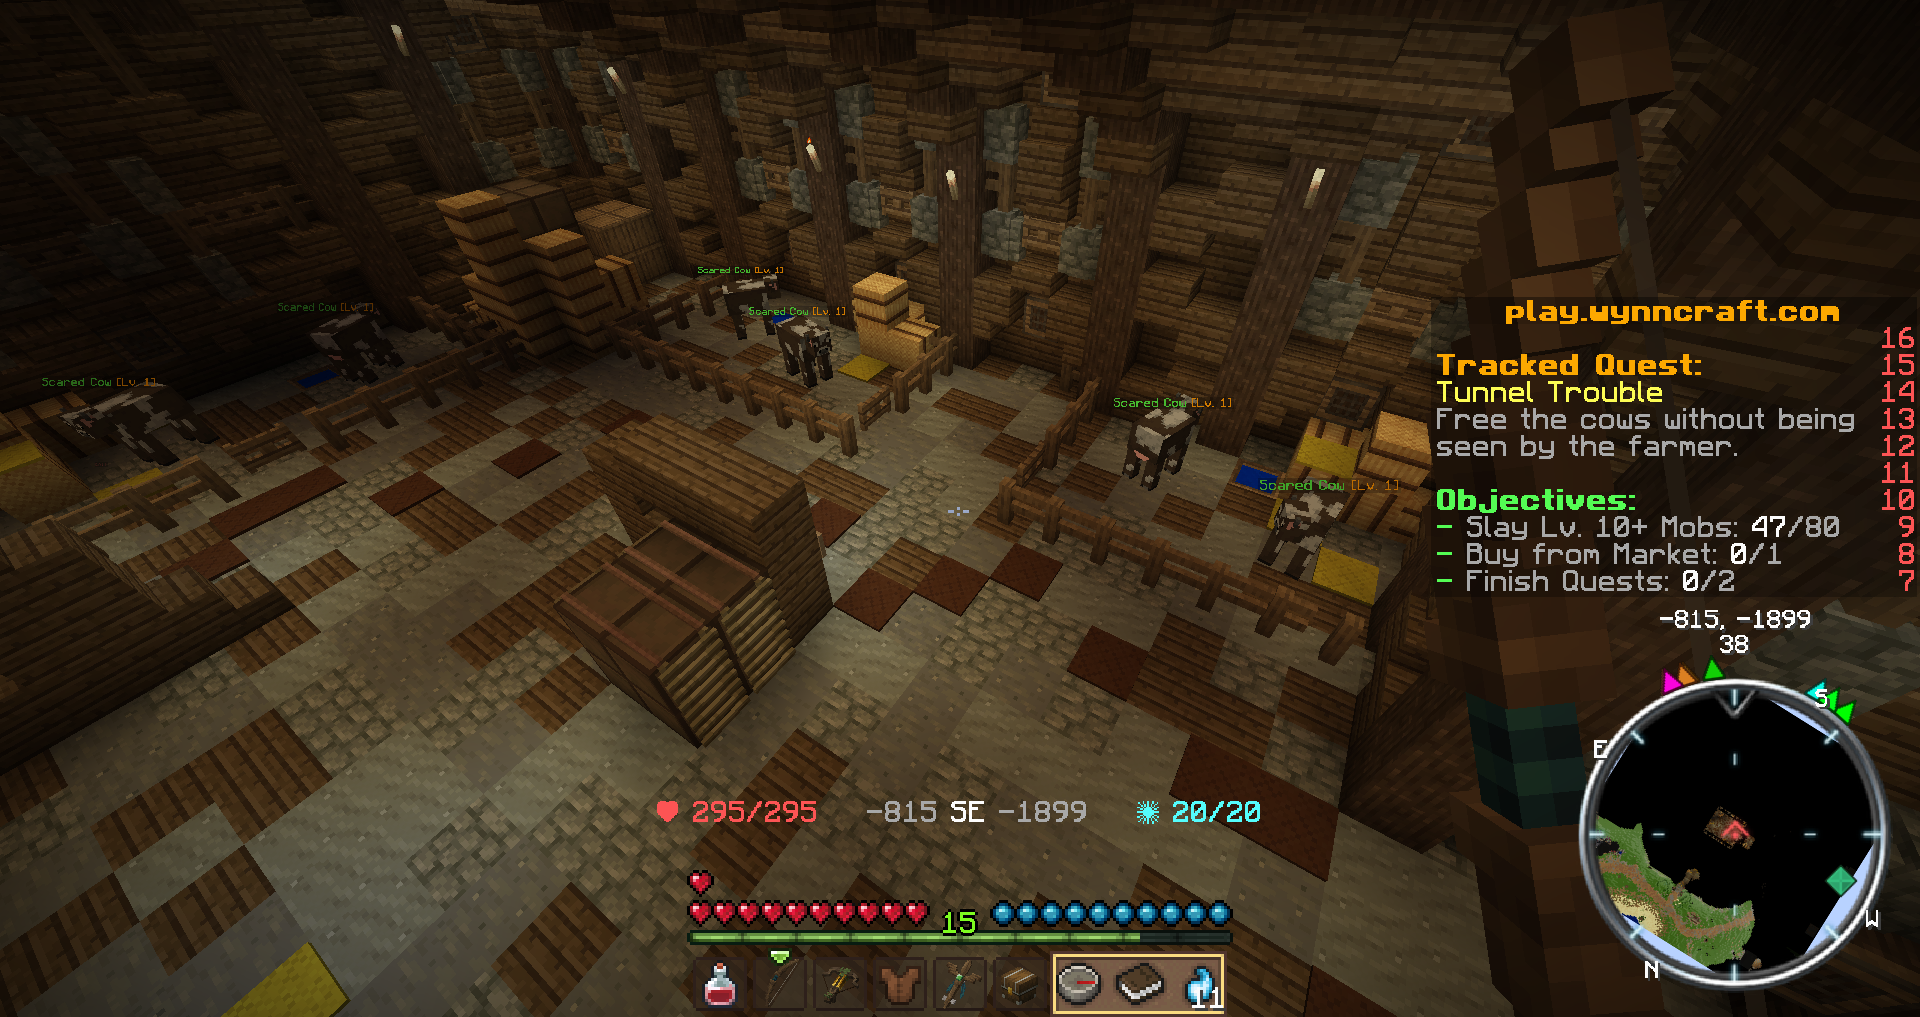 Scared Cow [Lv. 1]
Scared Cow [Lv. 1]
Scared Cow [Lv. 1]
Scared Cow [Lv. 1]
Scared Cow [Lv. 1]
Scared Cow [Lv. 1]
play.wynncraft.com
16
Tracked Quest: 15
Tunnel Trouble 14
Free the cows without being 13
seen by the farmer. 12
11
Objectives: 10
- Slay Lv. 10+ Mobs: 47/80 9
- Buy from Market: 0/1 8
- Finish Quests: 0/2 7
-815, -1899
38
S
E
W
N
295/295 -815 SE -1899 20/20
15
11